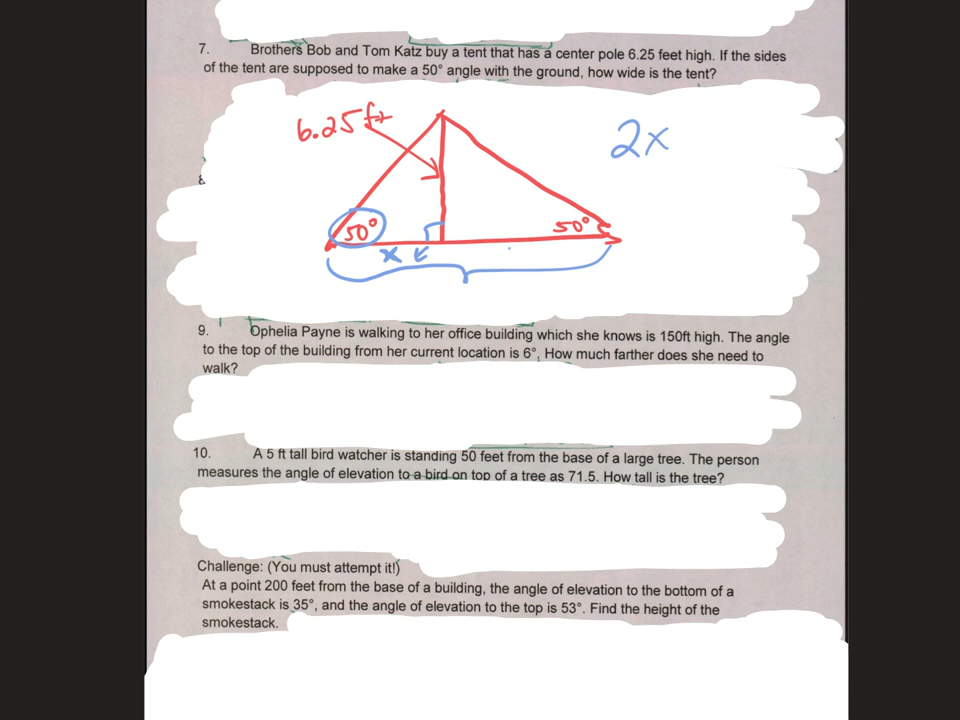 7. Brothers Bob and Tom Katz buy a tent that has a center pole 6.25 feet high. If the sides
of the tent are supposed to make a 50° angle with the ground, how wide is the tent?
6.25 ft
2x
50°
50°
x
9. Ophelia Payne is walking to her office building which she knows is 150ft high. The angle
to the top of the building from her current location is 6°, How much farther does she need to
walk?
10. A 5 ft tall bird watcher is standing 50 feet from the base of a large tree. The person
measures the angle of elevation to a bird on top of a tree as 71.5. How tall is the tree?
Challenge: (You must attempt it!)
At a point 200 feet from the base of a building, the angle of elevation to the bottom of a
smokestack is 35°, and the angle of elevation to the top is 53°. Find the height of the
smokestack.